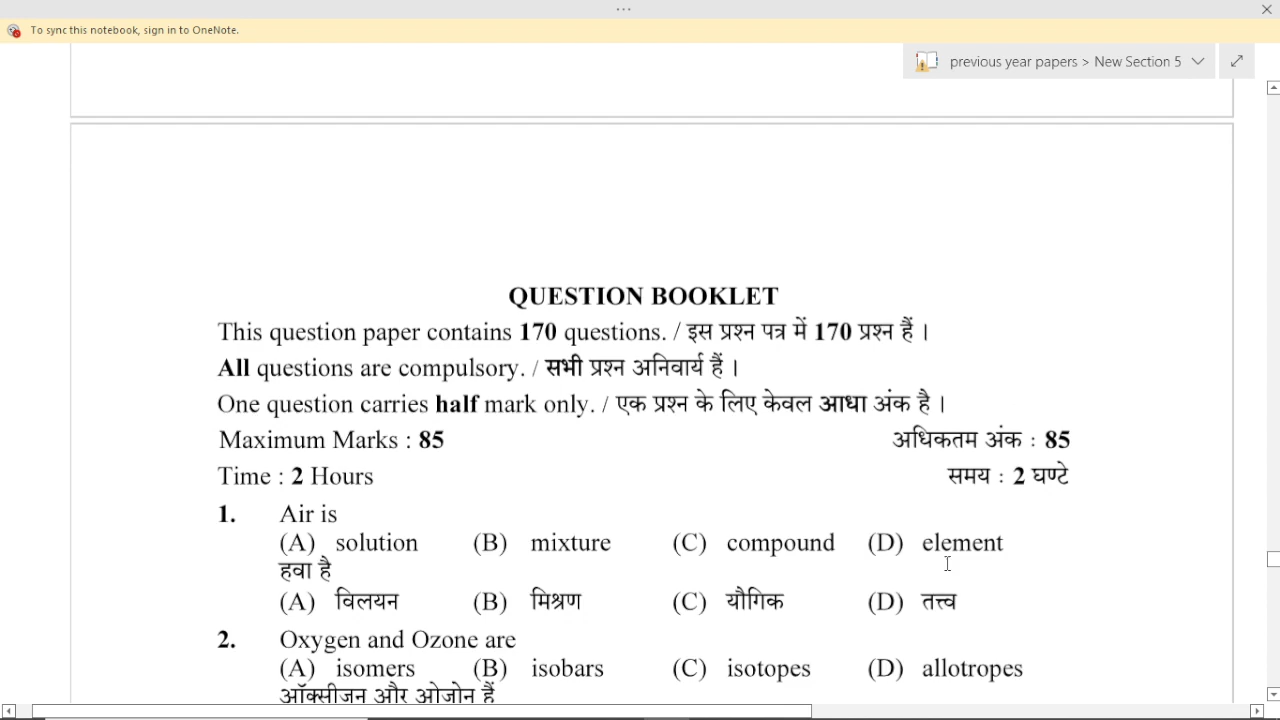 To sync this notebook, sign in to OneNote.
previous year papers > New Section 5
QUESTION BOOKLET
This question paper contains 170 questions. / इस प्रश्न पत्र में 170 प्रश्न हैं ।
All questions are compulsory. / सभी प्रश्न अनिवार्य हैं ।
One question carries half mark only. / एक प्रश्न के लिए केवल आधा अंक है ।
Maximum Marks : 85 अधिकतम अंक : 85
Time : 2 Hours समय : 2 घण्टे
1. Air is
(A) solution (B) mixture (C) compound (D) element
हवा है
(A) विलयन (B) मिश्रण (C) यौगिक (D) तत्त्व
2. Oxygen and Ozone are
(A) isomers (B) isobars (C) isotopes (D) allotropes
ऑक्सीजन और ओजोन हैं